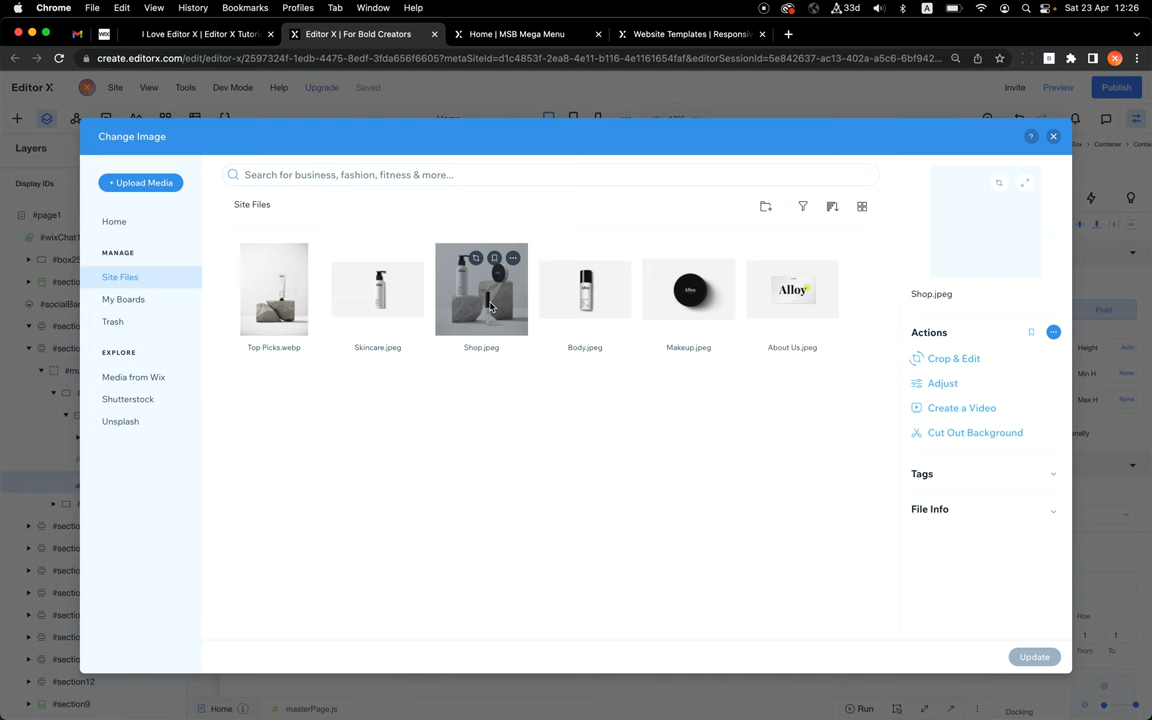 Chrome File Edit View History Bookmarks Profiles Tab Window Help 33d A Sat 23 Apr 12:26
WiX I Love Editor X | Editor X Tutori Editor X | For Bold Creators Home | MSB Mega Menu Website Templates | Responsiv
create.editorx.com/edit/editor-x/2597324f-1edb-4475-8edf-3fda656f6605?metaSiteId=d1c4853f-2ea8-4e11-b116-4e1161654faf&editorSessionId=5e842637-ac13-402a-a5c6-6bf942...
Editor X Site View Tools Dev Mode Help Upgrade Saved Invite Preview Publish
Change Image
Layers
Display IDs
#page1
#wixChat1
#box25
#socialBar
Height Auto
Min H None
Max H None
#section12
#section9
Row
1 1
From To
Docking
+ Upload Media
Home
MANAGE
Site Files
My Boards
Trash
EXPLORE
Media from Wix
Shutterstock
Unsplash
Search for business, fashion, fitness & more...
Site Files
Alloy
Alloy
Top Picks.webp Skincare.jpeg Shop.jpeg Body.jpeg Makeup.jpeg About Us.jpeg
Shop.jpeg
Actions
Crop & Edit
Adjust
Create a Video
Cut Out Background
Tags
File Info
Update
Fluid
Home masterPage.js Run